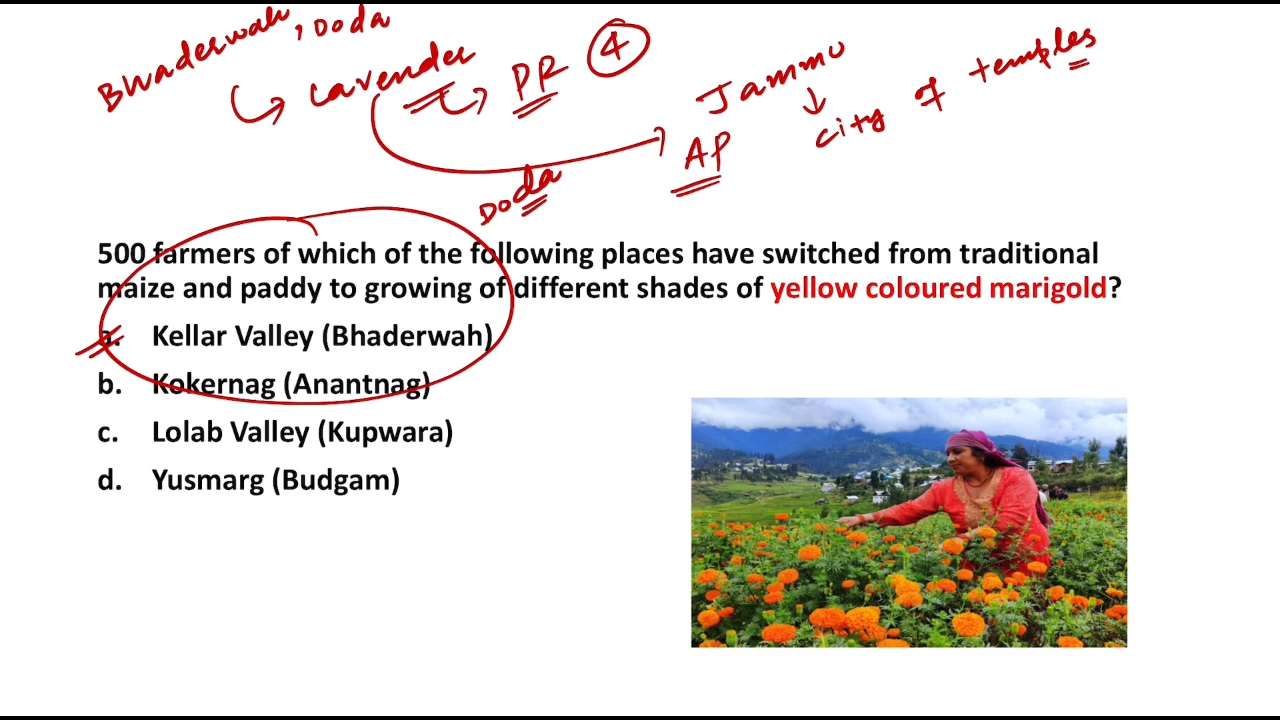 Bhaderwah, Doda
Lavender
PR 4
Jammu
City of temples
AP
Doda
500 farmers of which of the following places have switched from traditional
maize and paddy to growing of different shades of yellow coloured marigold?
a. Kellar Valley (Bhaderwah)
b. Kokernag (Anantnag)
c. Lolab Valley (Kupwara)
d. Yusmarg (Budgam)